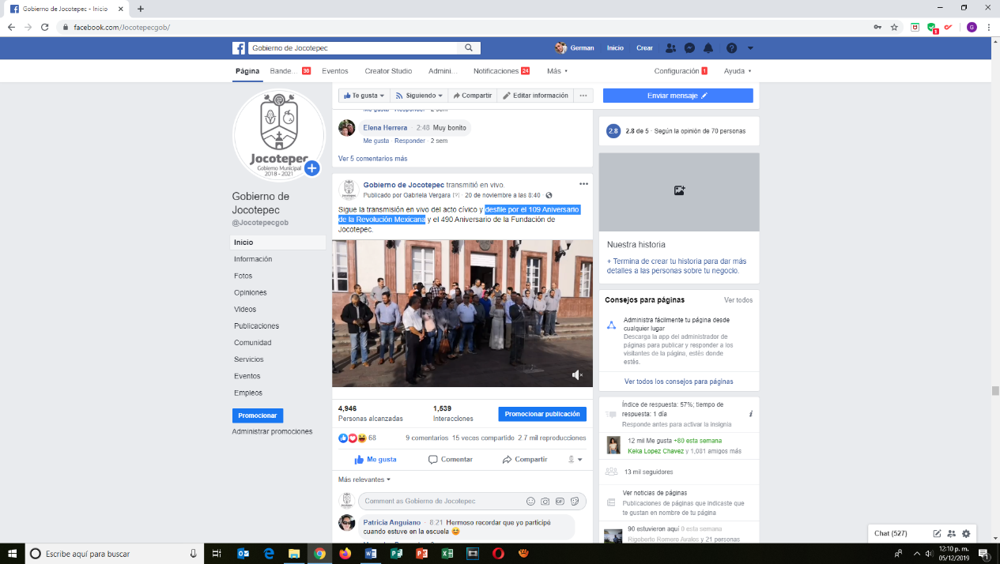 Gobierno de Jocotepec - Inicio
facebook.com/Jocotepecgob/
Gobierno de Jocotepec
German
Inicio
Crear
Página
Bande... 36
Eventos
Creator Studio
Admini...
Notificaciones 24
Más
Configuración 1
Ayuda
Te gusta
Siguiendo
Compartir
Editar información
Enviar mensaje
Jocotepec
Gobierno Municipal
2018 - 2021
Gobierno de
Jocotepec
@Jocotepecgob
Inicio
Información
Fotos
Opiniones
Videos
Publicaciones
Comunidad
Servicios
Eventos
Empleos
Promocionar
Administrar promociones
Me gusta · Responder · 2 sem
Elena Herrera · 2:48 Muy bonito
Me gusta · Responder · 2 sem
Ver 5 comentarios más
Gobierno de Jocotepec transmitió en vivo.
Publicado por Gabriela Vergara [?] · 20 de noviembre a las 8:40 ·
Sigue la transmisión en vivo del acto cívico y desfile por el 109 Aniversario
de la Revolución Mexicana y el 490 Aniversario de la Fundación de
Jocotepec.
4,946
Personas alcanzadas
1,539
Interacciones
Promocionar publicación
68
9 comentarios 15 veces compartido 2.7 mil reproducciones
Me gusta
Comentar
Compartir
Más relevantes
Comment as Gobierno de Jocotepec
GIF
Patricia Anguiano · 8:21 Hermoso recordar que yo participé
cuando estuve en la escuela 😊
2.8
2.8 de 5 · Según la opinión de 70 personas
Nuestra historia
+ Termina de crear tu historia para dar más
detalles a las personas sobre tu negocio.
Consejos para páginas
Ver todos
Administra fácilmente tu página desde
cualquier lugar
Descarga la app del administrador de
páginas para publicar y responder a los
visitantes de la página, estés donde
estés.
Ver todos los consejos para páginas
Índice de respuesta: 57%; tiempo de
respuesta: 1 día
Responde antes para activar la insignia
12 mil Me gusta +80 esta semana
Keka Lopez Chavez y 1,081 amigos más
13 mil seguidores
Ver noticias de páginas
Publicaciones de páginas que indicaste que
te gustan en nombre de tu página
90 estuvieron aquí 0 esta semana
Rigoberto Romero Avalos y 21 personas
Chat (527)
Escribe aquí para buscar
12:10 p. m.
05/12/2019